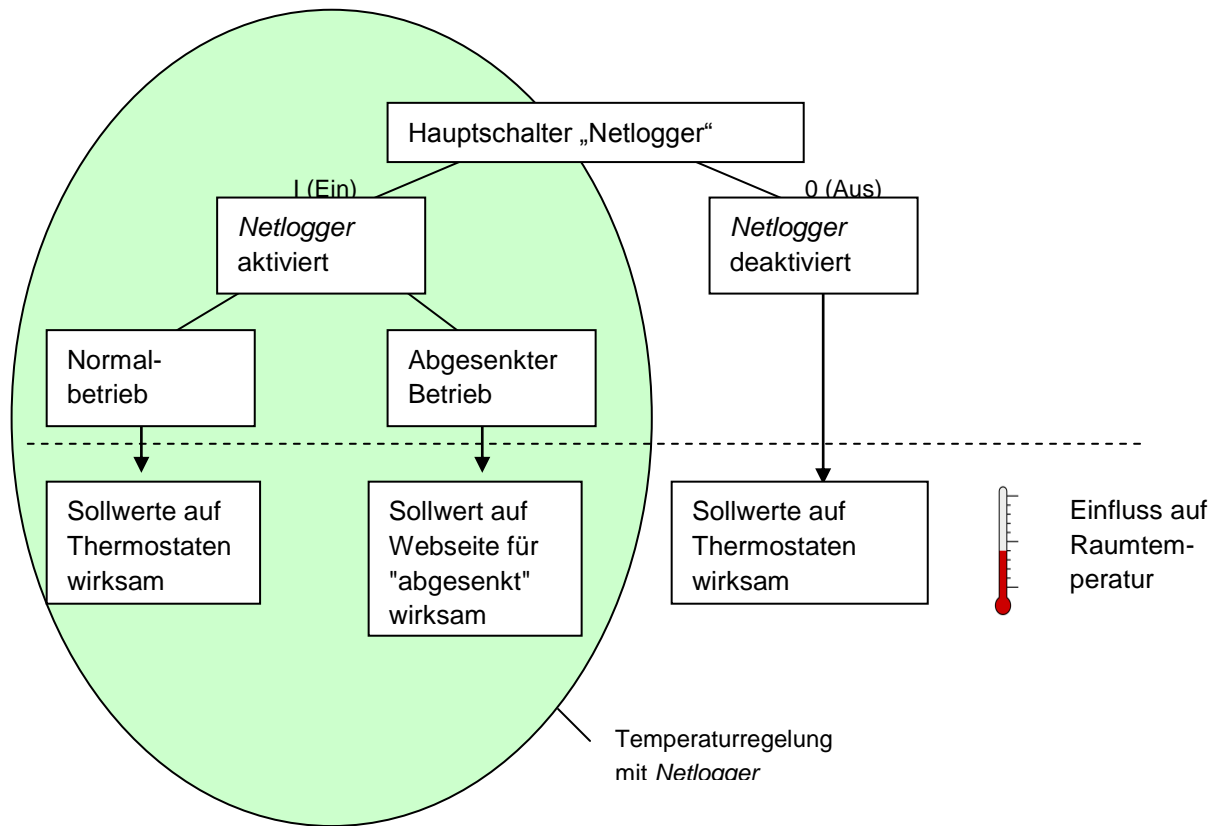 Hauptschalter „Netlogger“
I (Ein)
0 (Aus)
Netlogger
aktiviert
Netlogger
deaktiviert
Normal-
betrieb
Abgesenkter
Betrieb
Sollwerte auf
Thermostaten
wirksam
Sollwert auf
Webseite für
"abgesenkt"
wirksam
Sollwerte auf
Thermostaten
wirksam
Einfluss auf
Raumtem-
peratur
Temperaturregelung
mit Netlogger